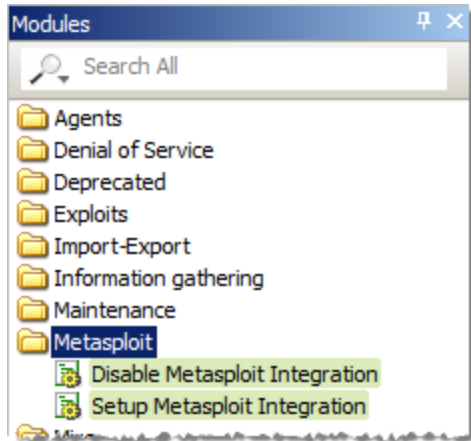 Modules
Search All
Agents
Denial of Service
Deprecated
Exploits
Import-Export
Information gathering
Maintenance
Metasploit
Disable Metasploit Integration
Setup Metasploit Integration